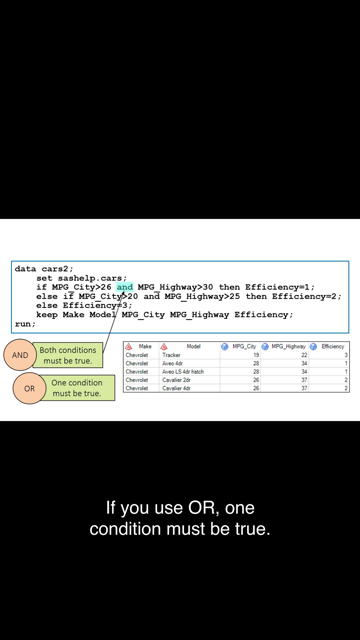 data cars2;
set sashelp.cars;
if MPG_City>26 and MPG_Highway>30 then Efficiency=1;
else if MPG_City>20 and MPG_Highway>25 then Efficiency=2;
else Efficiency=3;
keep Make Model MPG_City MPG_Highway Efficiency;
run;
AND Both conditions must be true.
OR One condition must be true.
Make Model MPG_City MPG_Highway Efficiency
Chevrolet Tracker 19 22 3
Chevrolet Aveo 4dr 28 34 1
Chevrolet Aveo LS 4dr hatch 28 34 1
Chevrolet Cavalier 2dr 26 37 2
Chevrolet Cavalier 4dr 26 37 2
If you use OR, one
condition must be true.